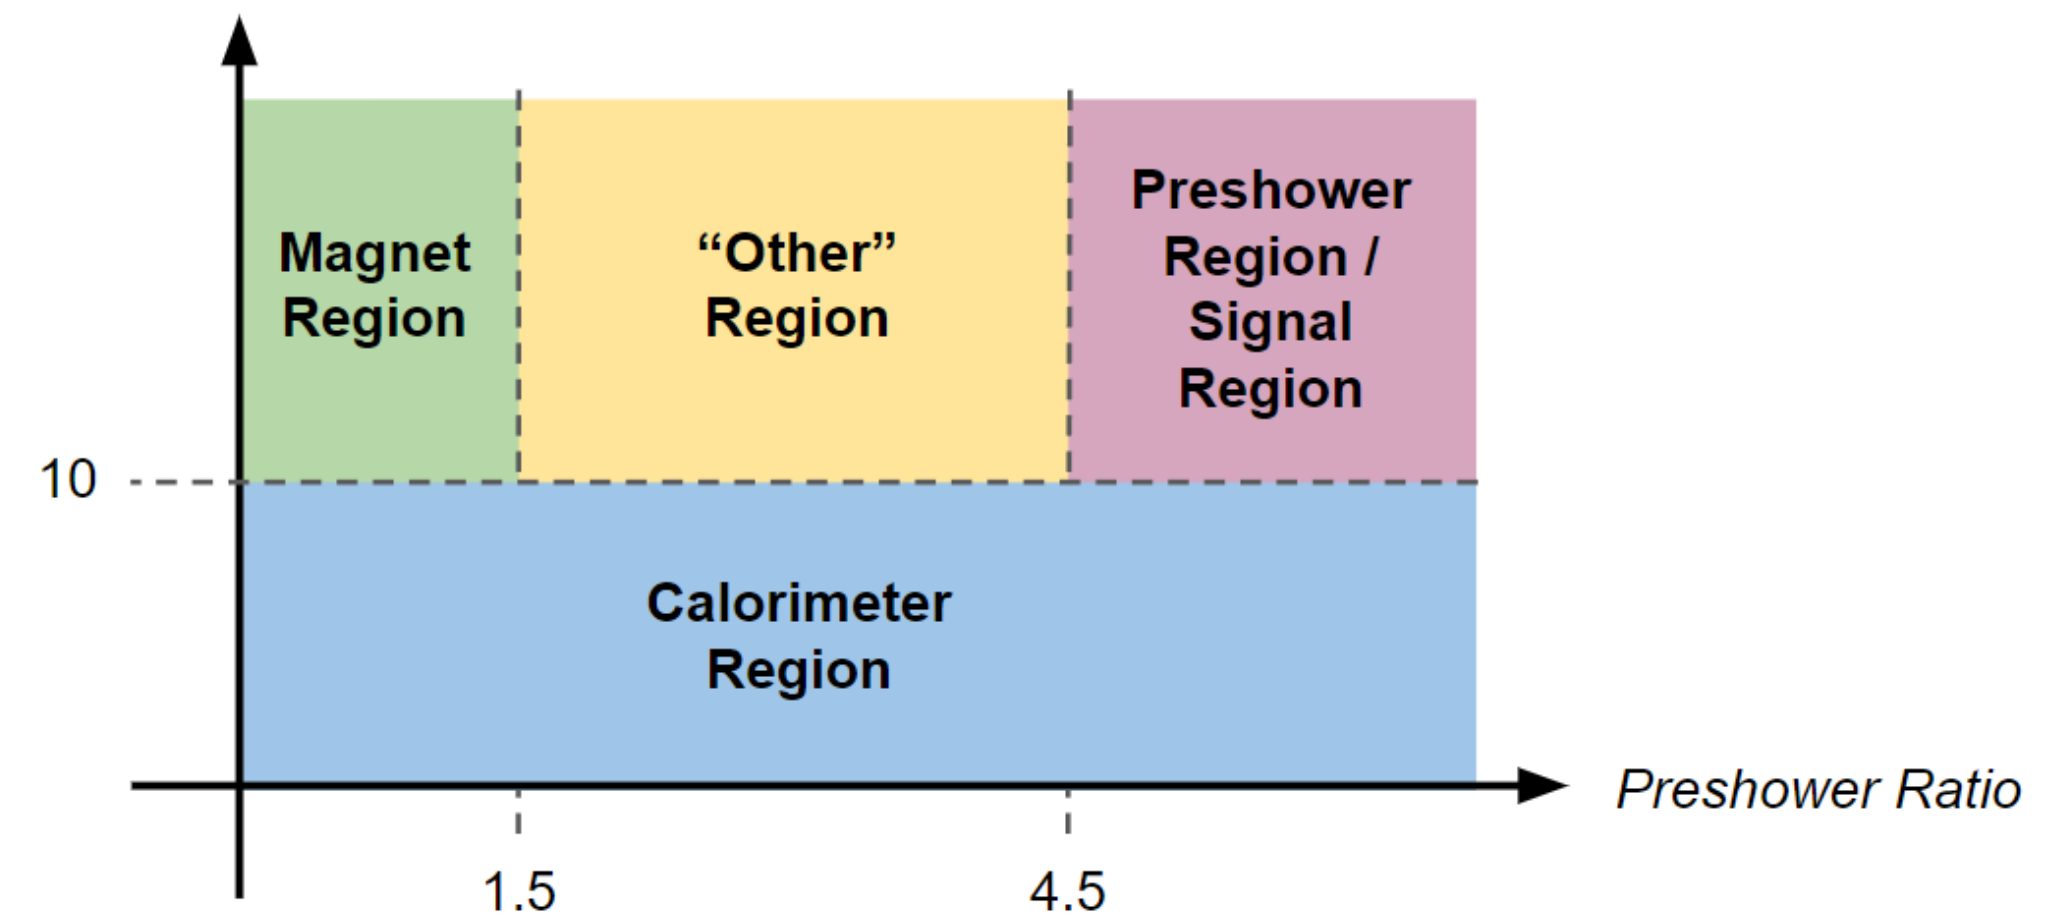 Magnet
Region
“Other”
Region
Preshower
Region /
Signal
Region
10
Calorimeter
Region
Preshower Ratio
1.5
4.5